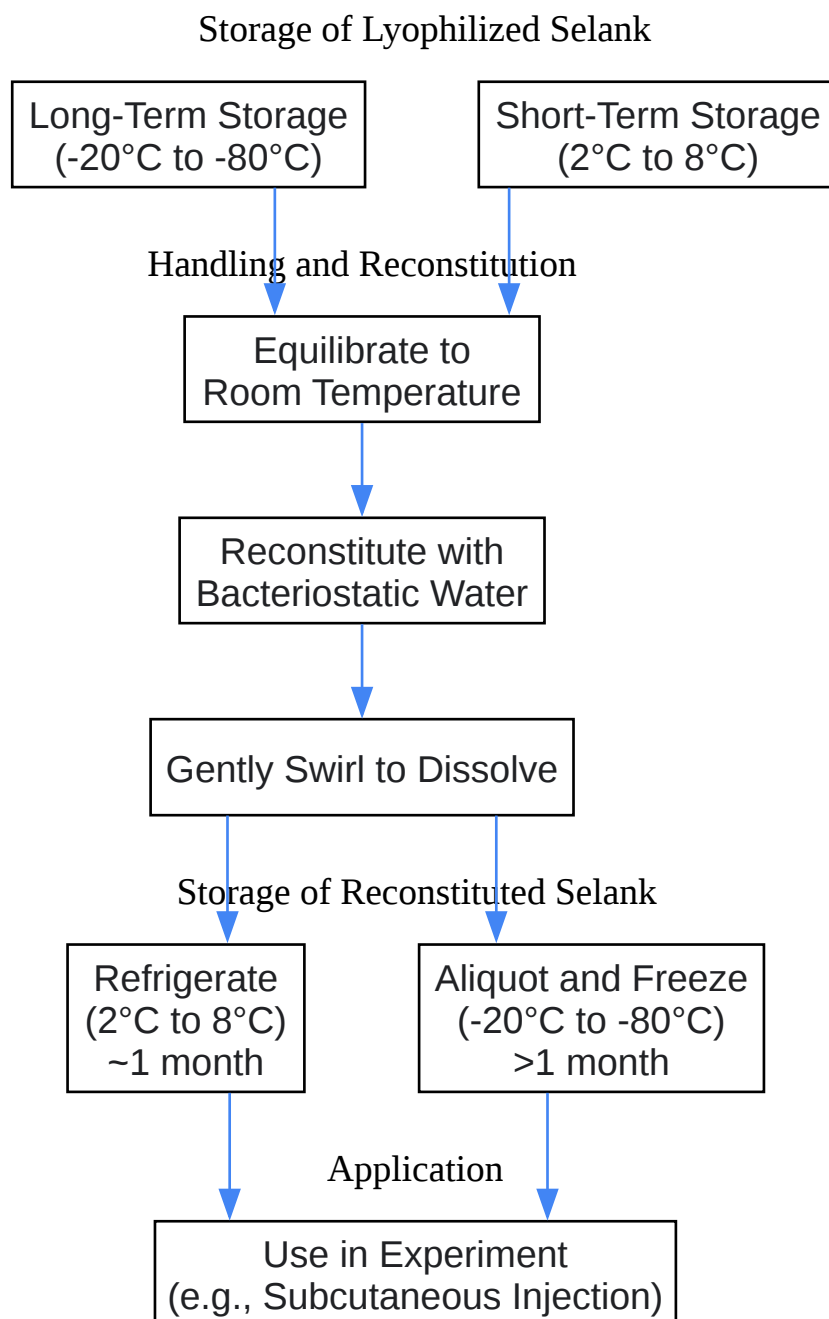 Storage of Lyophilized Selank
Long-Term Storage
(-20°C to -80°C)
Short-Term Storage
(2°C to 8°C)
Handling and Reconstitution
Equilibrate to
Room Temperature
Reconstitute with
Bacteriostatic Water
Gently Swirl to Dissolve
Storage of Reconstituted Selank
Refrigerate
(2°C to 8°C)
~1 month
Aliquot and Freeze
(-20°C to -80°C)
>1 month
Application
Use in Experiment
(e.g., Subcutaneous Injection)